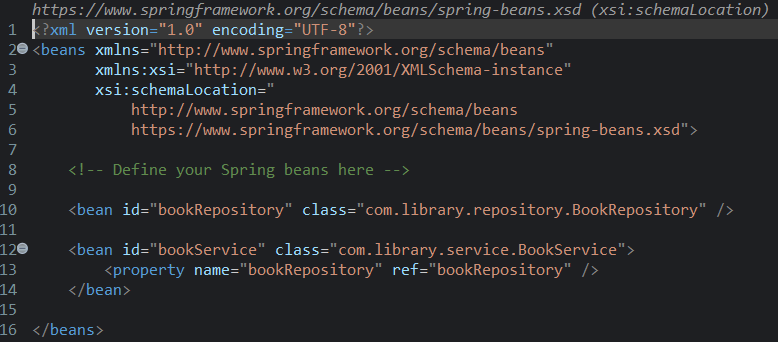 https://www.springframework.org/schema/beans/spring-beans.xsd (xsi:schemaLocation)
1 <?xml version="1.0" encoding="UTF-8"?>
2 <beans xmlns="http://www.springframework.org/schema/beans"
3 xmlns:xsi="http://www.w3.org/2001/XMLSchema-instance"
4 xsi:schemaLocation="
5 http://www.springframework.org/schema/beans
6 https://www.springframework.org/schema/beans/spring-beans.xsd">
7
8 <!-- Define your Spring beans here -->
9
10 <bean id="bookRepository" class="com.library.repository.BookRepository" />
11
12 <bean id="bookService" class="com.library.service.BookService">
13 <property name="bookRepository" ref="bookRepository" />
14 </bean>
15
16 </beans>